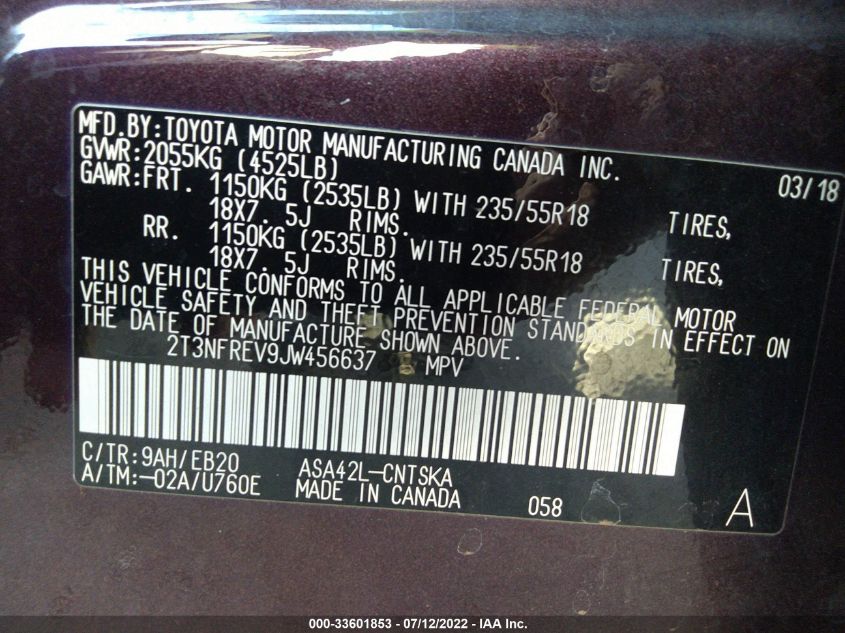 MFD.BY:TOYOTA MOTOR MANUFACTURING CANADA INC. 03/18
GVWR:2055KG (4525LB)
GAWR:FRT. 1150KG (2535LB) WITH 235/55R18 TIRES,
18X7. 5J RIMS.
RR. 1150KG (2535LB) WITH 235/55R18 TIRES,
18X7. 5J RIMS.
THIS VEHICLE CONFORMS TO ALL APPLICABLE FEDERAL MOTOR
VEHICLE SAFETY AND THEFT PREVENTION STANDARDS IN EFFECT ON
THE DATE OF MANUFACTURE SHOWN ABOVE.
2T3NFREV9JW456637 MPV
C/TR:9AH/EB20 ASA42L-CNTSKA
A/TM:-02A/U760E MADE IN CANADA 058 A
000-33601853 - 07/12/2022 - IAA Inc.